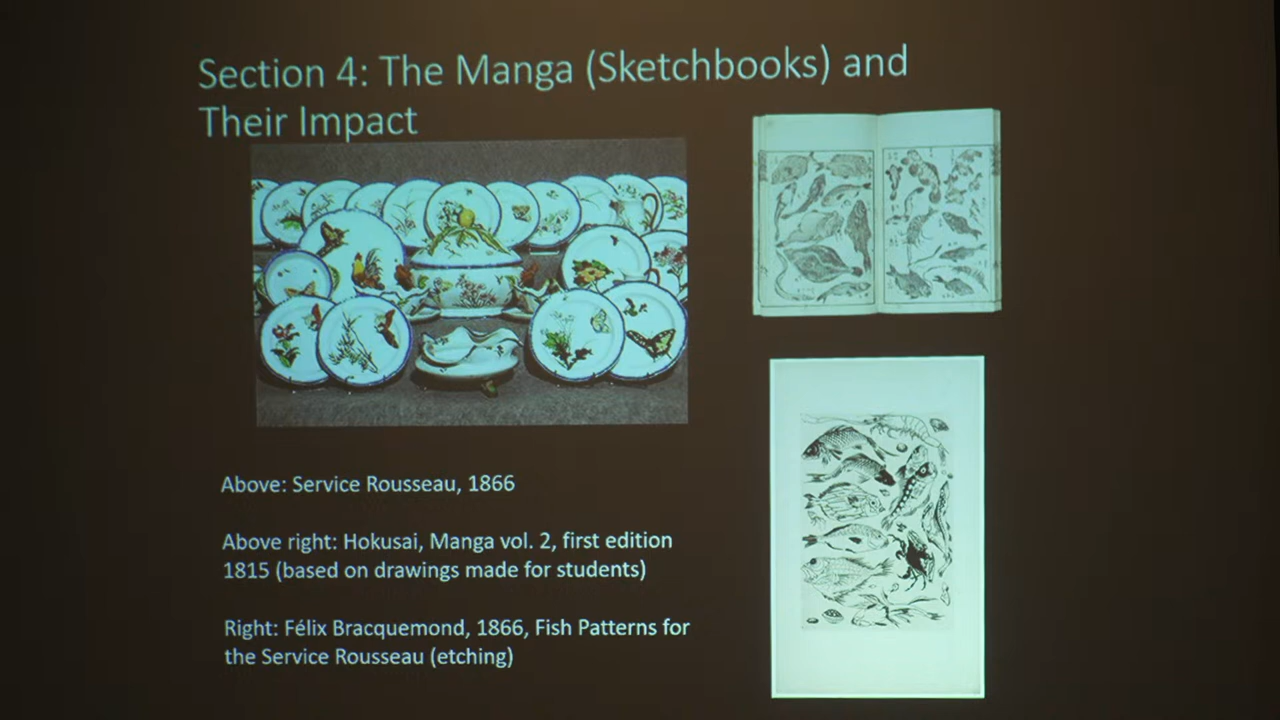 Section 4: The Manga (Sketchbooks) and
Their Impact
Above: Service Rousseau, 1866
Above right: Hokusai, Manga vol. 2, first edition
1815 (based on drawings made for students)
Right: Félix Bracquemond, 1866, Fish Patterns for
the Service Rousseau (etching)